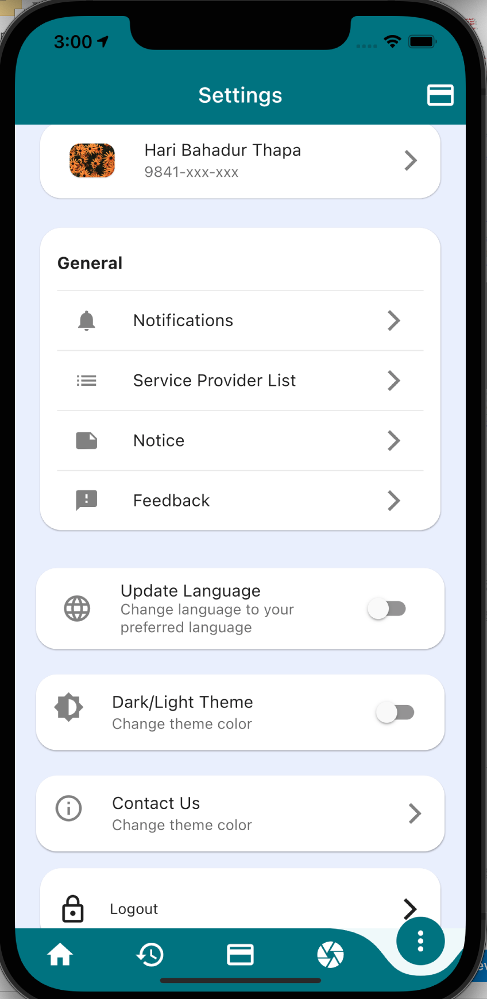 3:00
Settings
Hari Bahadur Thapa
9841-xxx-xxx
General
Notifications
Service Provider List
Notice
Feedback
Update Language
Change language to your
preferred language
Dark/Light Theme
Change theme color
Contact Us
Change theme color
Logout